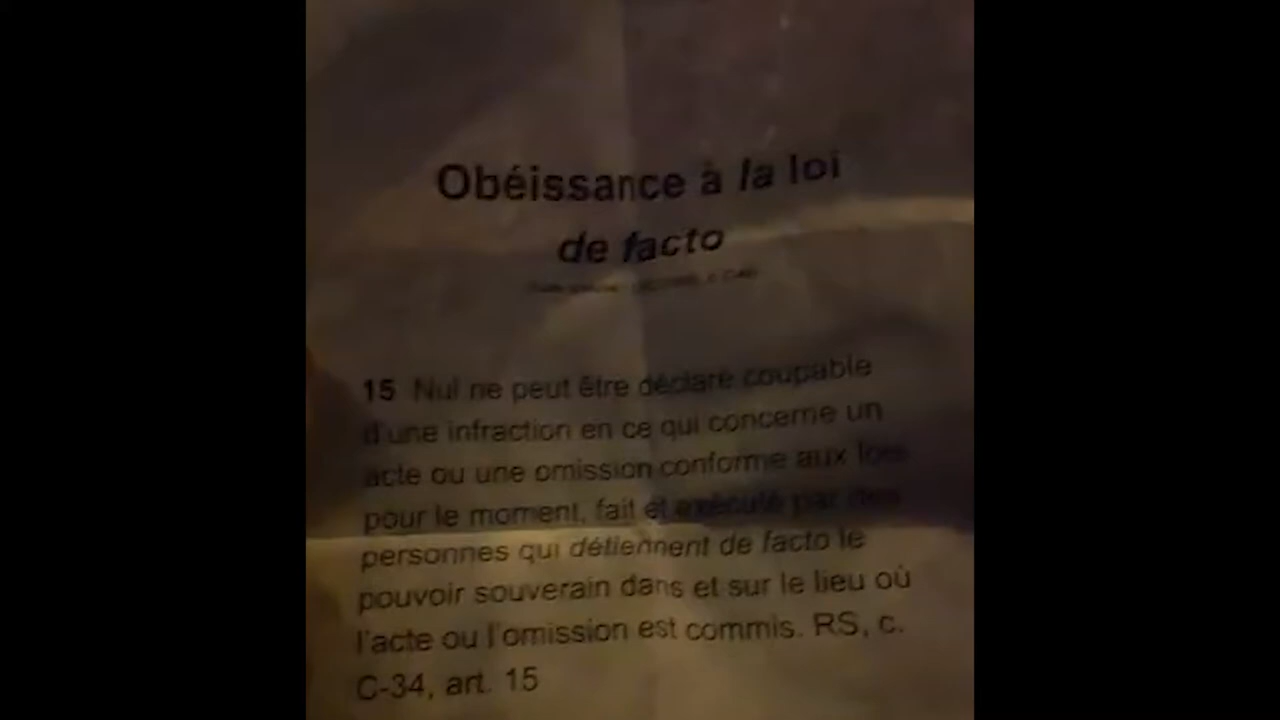 Obéissance à la loi
de facto
15 Nul ne peut être déclaré coupable
d'une infraction en ce qui concerne un
acte ou une omission conforme aux lois
pour le moment, fait et exécuté par des
personnes qui détiennent de facto le
pouvoir souverain dans et sur le lieu où
l'acte ou l'omission est commis. RS, c.
C-34, art. 15